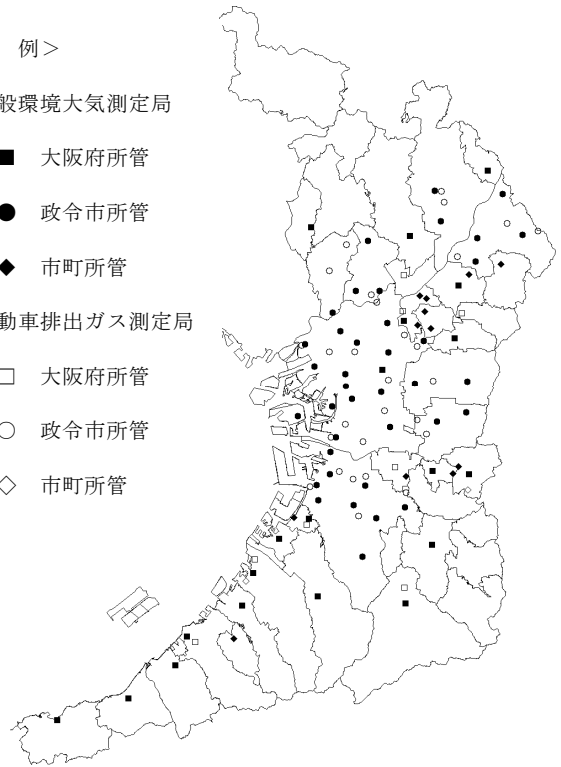 例＞
般環境大気測定局
■ 大阪府所管
● 政令市所管
◆ 市町所管
動車排出ガス測定局
□ 大阪府所管
○ 政令市所管
◇ 市町所管